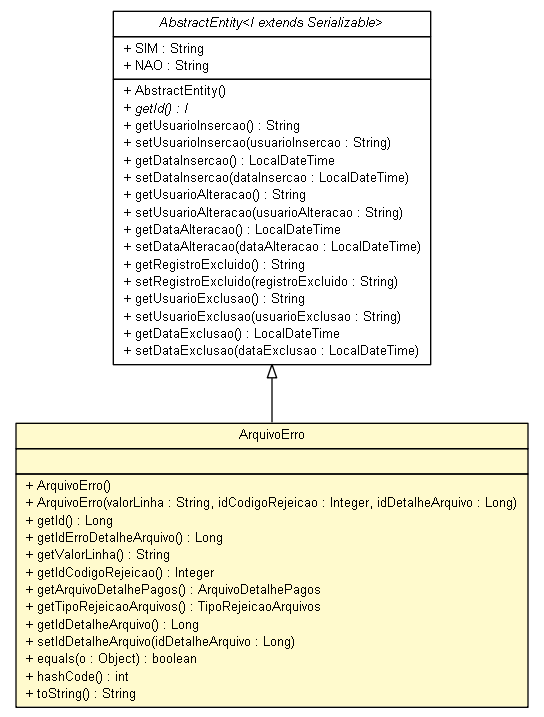 AbstractEntity<I extends Serializable>
+ SIM : String
+ NAO : String
+ AbstractEntity()
+ getId() : I
+ getUsuarioInsercao() : String
+ setUsuarioInsercao(usuarioInsercao : String)
+ getDataInsercao() : LocalDateTime
+ setDataInsercao(dataInsercao : LocalDateTime)
+ getUsuarioAlteracao() : String
+ setUsuarioAlteracao(usuarioAlteracao : String)
+ getDataAlteracao() : LocalDateTime
+ setDataAlteracao(dataAlteracao : LocalDateTime)
+ getRegistroExcluido() : String
+ setRegistroExcluido(registroExcluido : String)
+ getUsuarioExclusao() : String
+ setUsuarioExclusao(usuarioExclusao : String)
+ getDataExclusao() : LocalDateTime
+ setDataExclusao(dataExclusao : LocalDateTime)
ArquivoErro
+ ArquivoErro()
+ ArquivoErro(valorLinha : String, idCodigoRejeicao : Integer, idDetalheArquivo : Long)
+ getId() : Long
+ getIdErroDetalheArquivo() : Long
+ getValorLinha() : String
+ getIdCodigoRejeicao() : Integer
+ getArquivoDetalhePagos() : ArquivoDetalhePagos
+ getTipoRejeicaoArquivos() : TipoRejeicaoArquivos
+ getIdDetalheArquivo() : Long
+ setIdDetalheArquivo(idDetalheArquivo : Long)
+ equals(o : Object) : boolean
+ hashCode() : int
+ toString() : String